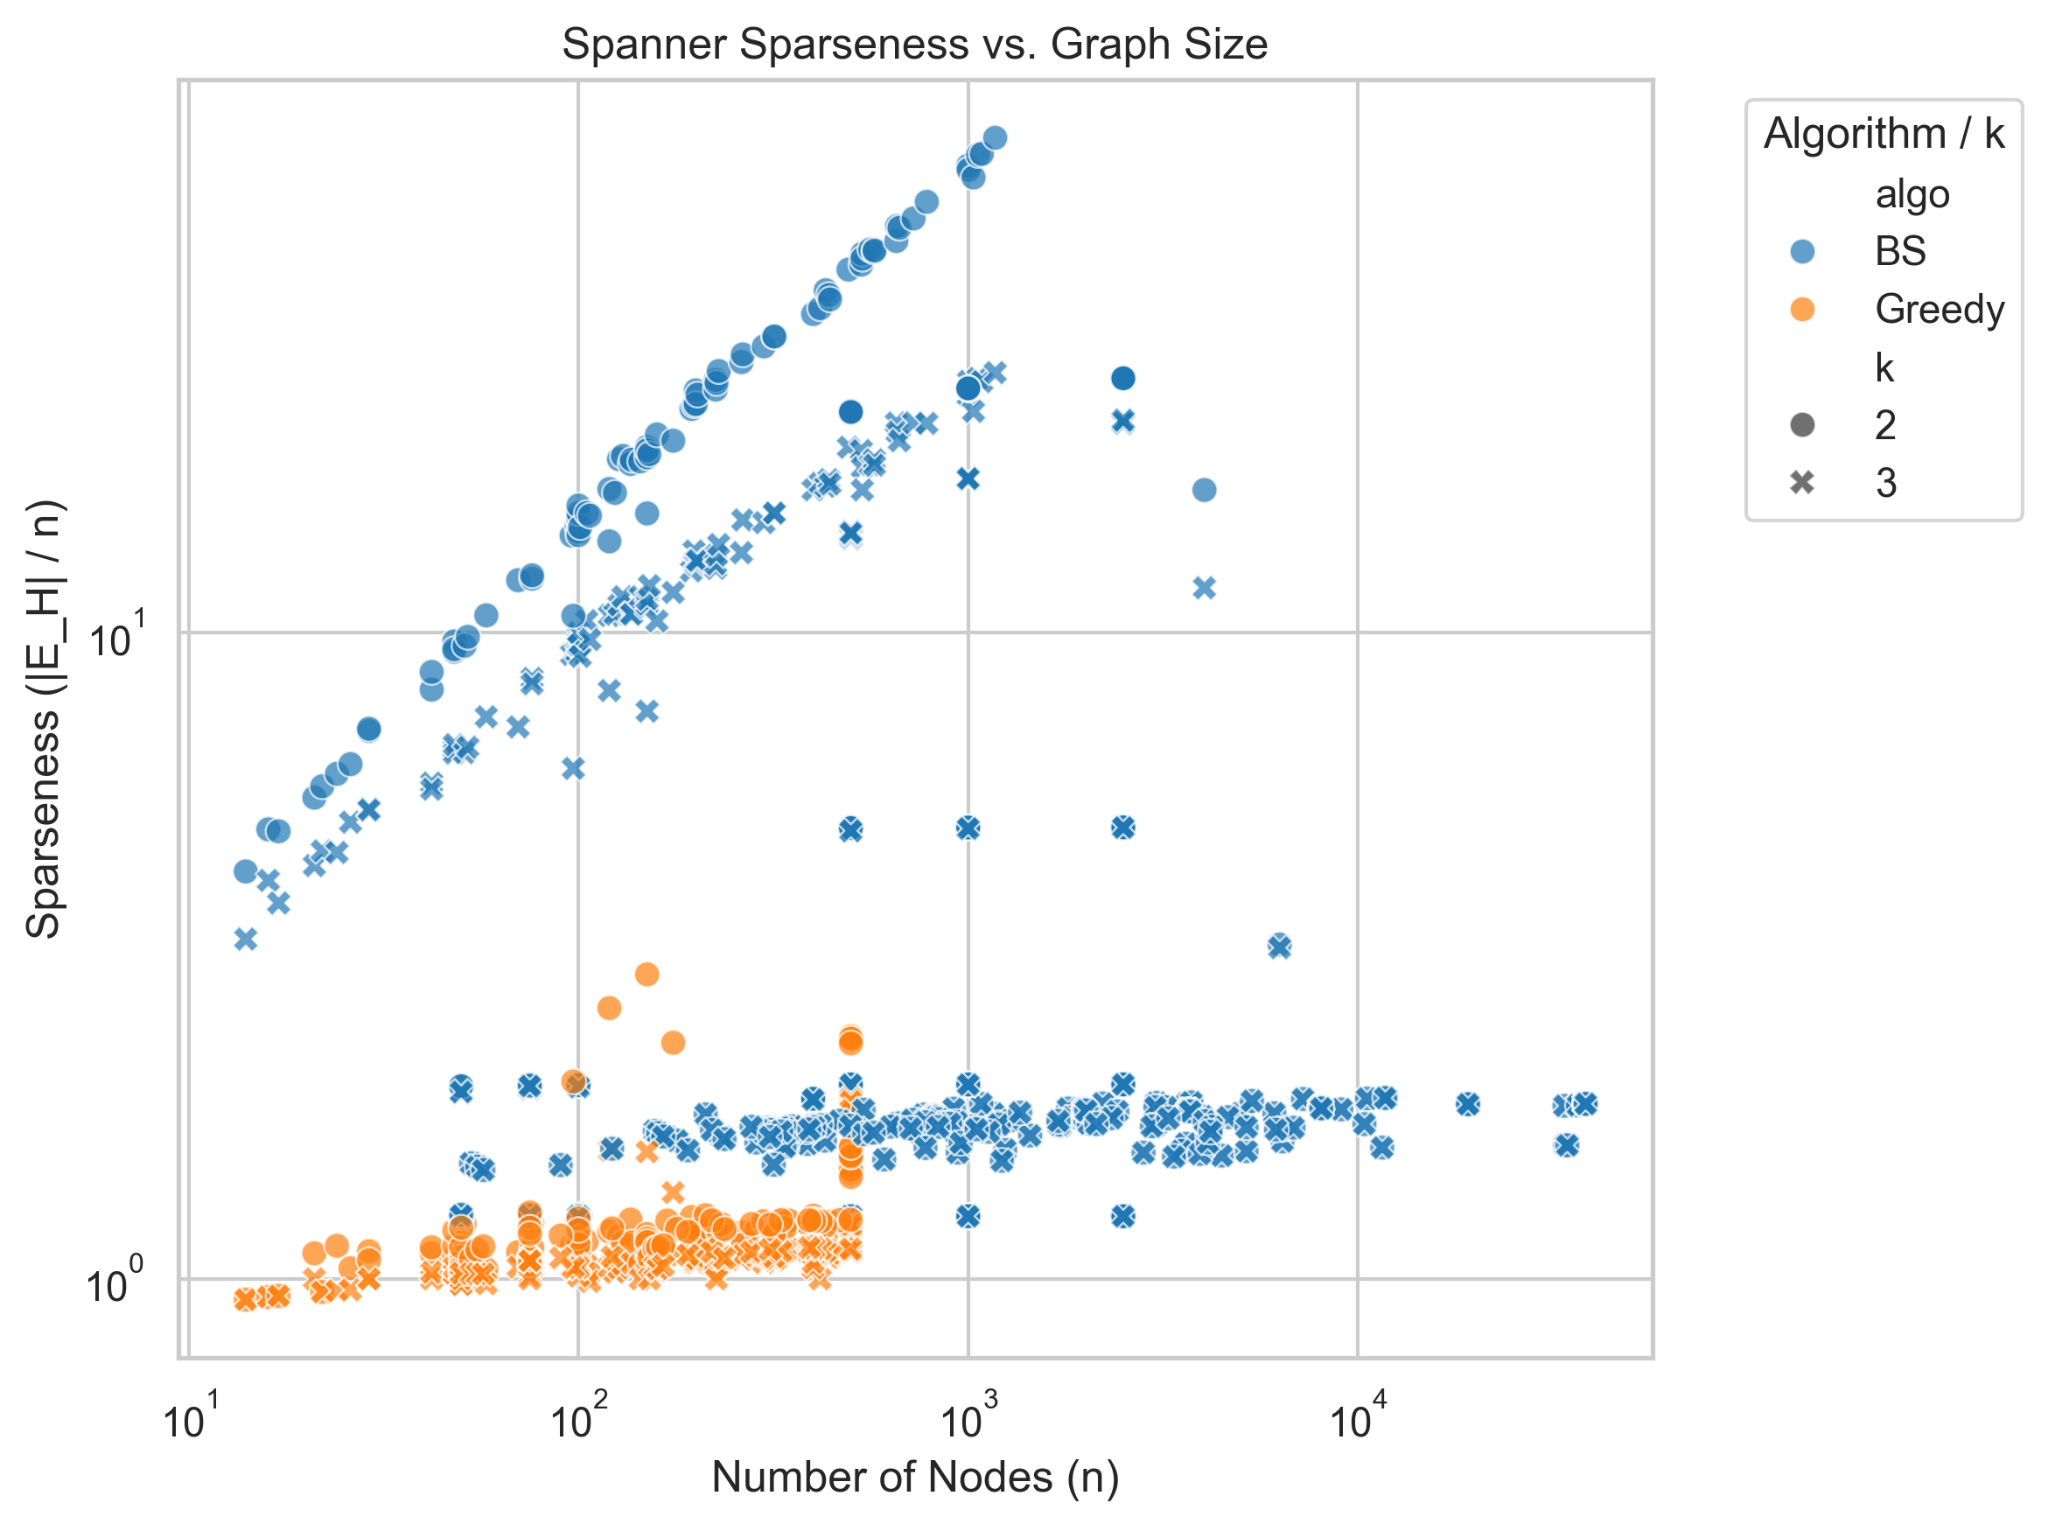 Spanner Sparseness vs. Graph Size
Algorithm / k
algo
BS
Greedy
k
2
3
Sparseness (|E_H| / n)
10^1
10^0
10^1
10^2
10^3
10^4
Number of Nodes (n)